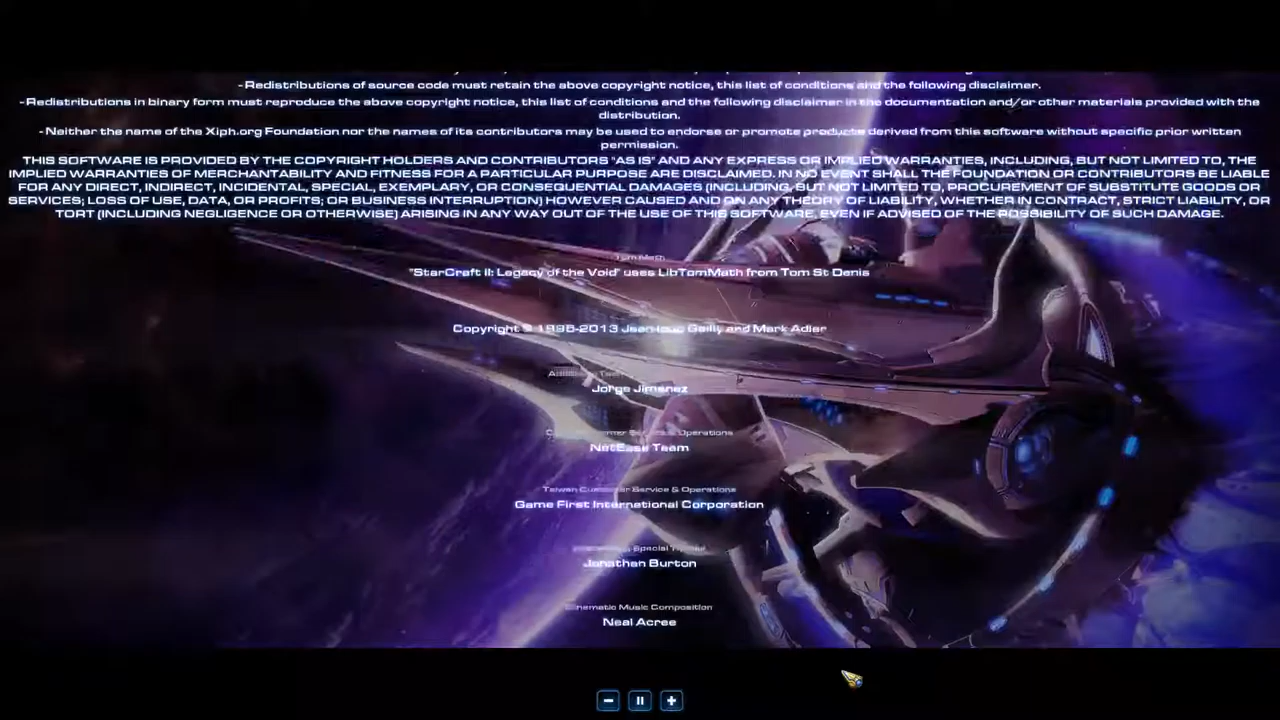 - Redistributions of source code must retain the above copyright notice, this list of conditions and the following disclaimer.
- Redistributions in binary form must reproduce the above copyright notice, this list of conditions and the following disclaimer in the documentation and/or other materials provided with the
distribution.
- Neither the name of the Xiph.org Foundation nor the names of its contributors may be used to endorse or promote products derived from this software without specific prior written
permission.
THIS SOFTWARE IS PROVIDED BY THE COPYRIGHT HOLDERS AND CONTRIBUTORS "AS IS" AND ANY EXPRESS OR IMPLIED WARRANTIES, INCLUDING, BUT NOT LIMITED TO, THE
IMPLIED WARRANTIES OF MERCHANTABILITY AND FITNESS FOR A PARTICULAR PURPOSE ARE DISCLAIMED. IN NO EVENT SHALL THE FOUNDATION OR CONTRIBUTORS BE LIABLE
FOR ANY DIRECT, INDIRECT, INCIDENTAL, SPECIAL, EXEMPLARY, OR CONSEQUENTIAL DAMAGES (INCLUDING, BUT NOT LIMITED TO, PROCUREMENT OF SUBSTITUTE GOODS OR
SERVICES; LOSS OF USE, DATA, OR PROFITS; OR BUSINESS INTERRUPTION) HOWEVER CAUSED AND ON ANY THEORY OF LIABILITY, WHETHER IN CONTRACT, STRICT LIABILITY, OR
TORT (INCLUDING NEGLIGENCE OR OTHERWISE) ARISING IN ANY WAY OUT OF THE USE OF THIS SOFTWARE, EVEN IF ADVISED OF THE POSSIBILITY OF SUCH DAMAGE.
"StarCraft II: Legacy of the Void" uses LibTomMath from Tom St Denis
Copyright © 1995-2013 Jean-loup Gailly and Mark Adler
Jorge Jimenez
Operations
NetEase Team
Taiwan Customer Service & Operations
Game First International Corporation
Special Thanks
Jonathan Burton
Cinematic Music Composition
Neal Acree